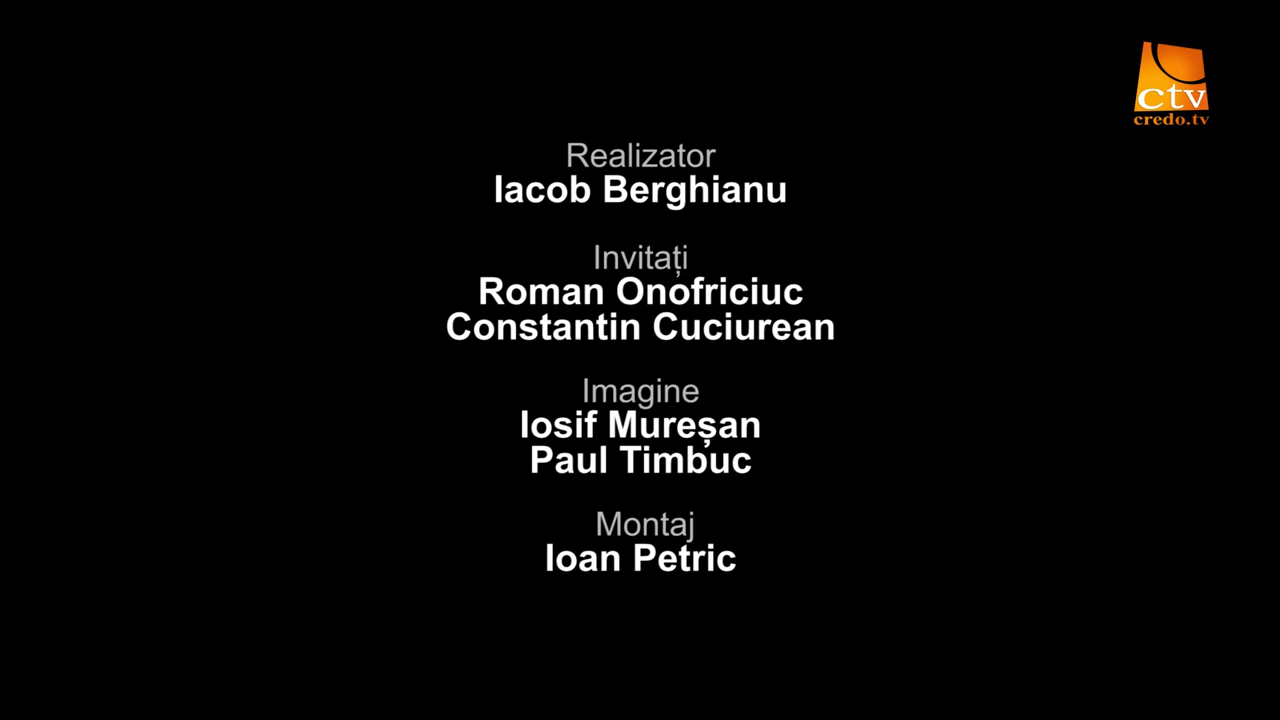 ctv
credo.tv
Realizator
Iacob Berghianu
Invitați
Roman Onofriciuc
Constantin Cuciurean
Imagine
Iosif Mureșan
Paul Timbuc
Montaj
Ioan Petric